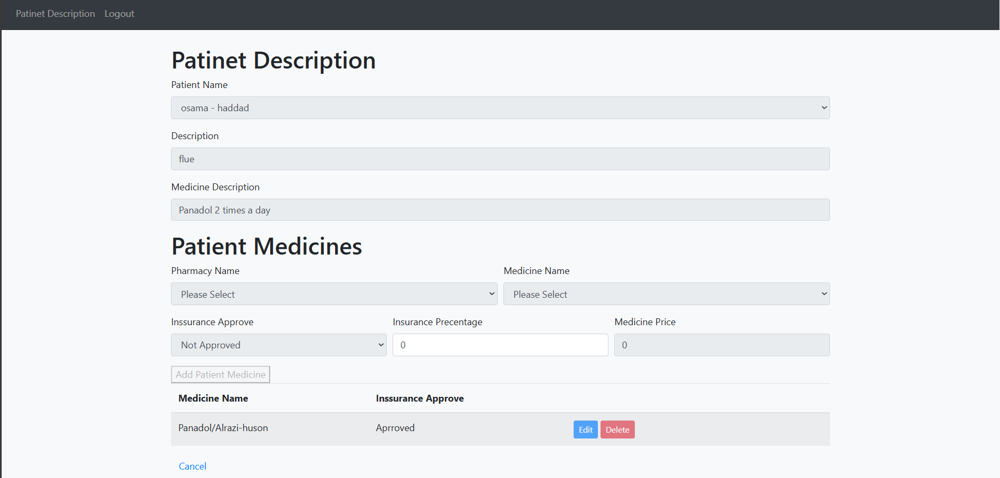 Patinet Description Logout
Patinet Description
Patient Name
osama - haddad
Description
flue
Medicine Description
Panadol 2 times a day
Patient Medicines
Pharmacy Name Medicine Name
Please Select Please Select
Inssurance Approve Insurance Precentage Medicine Price
Not Approved 0 0
Add Patient Medicine
Medicine Name Inssurance Approve
Panadol/Alrazi-huson Aprroved Edit Delete
Cancel